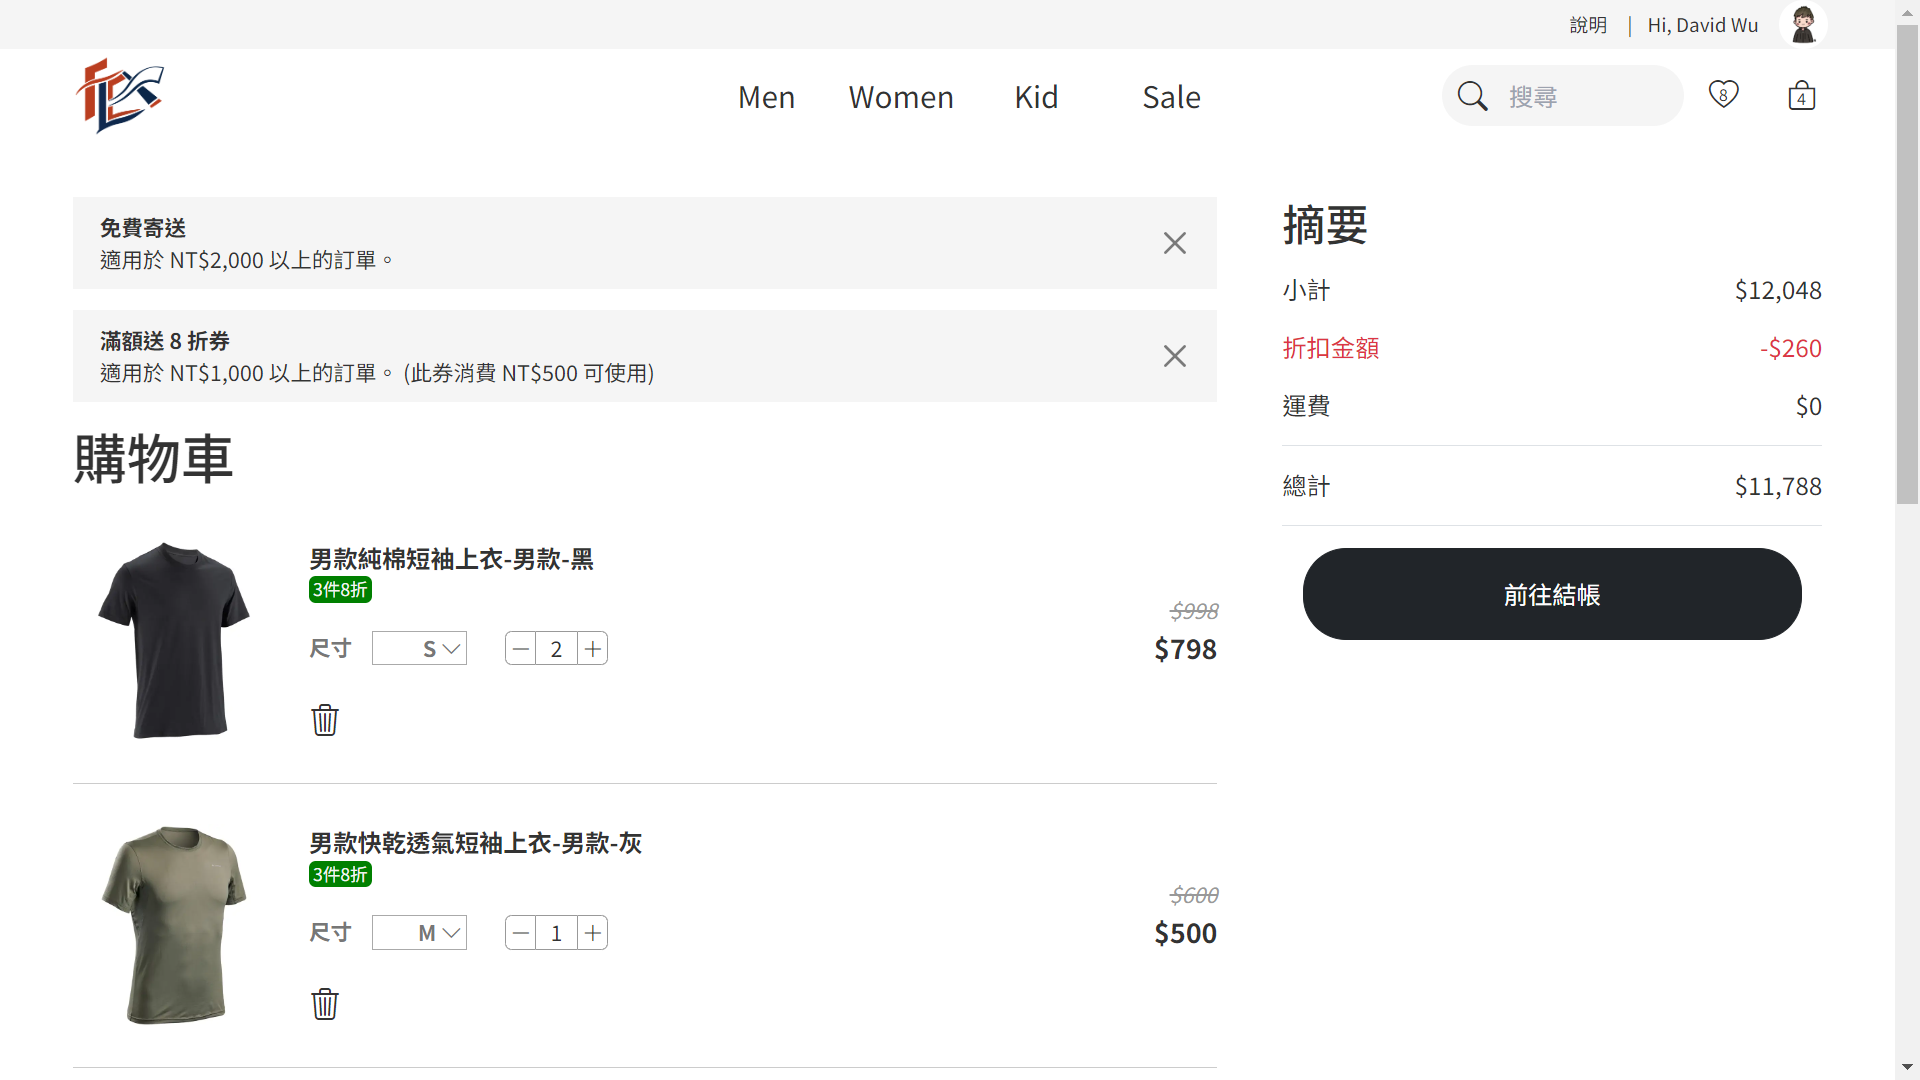 說明 | Hi, David Wu
Men Women Kid Sale
搜尋
8
4
免費寄送
適用於 NT$2,000 以上的訂單。
滿額送 8 折券
適用於 NT$1,000 以上的訂單。 (此券消費 NT$500 可使用)
購物車
男款純棉短袖上衣-男款-黑
3件8折
$998
尺寸 S 2 $798
男款快乾透氣短袖上衣-男款-灰
3件8折
$600
尺寸 M 1 $500
摘要
小計 $12,048
折扣金額 -$260
運費 $0
總計 $11,788
前往結帳